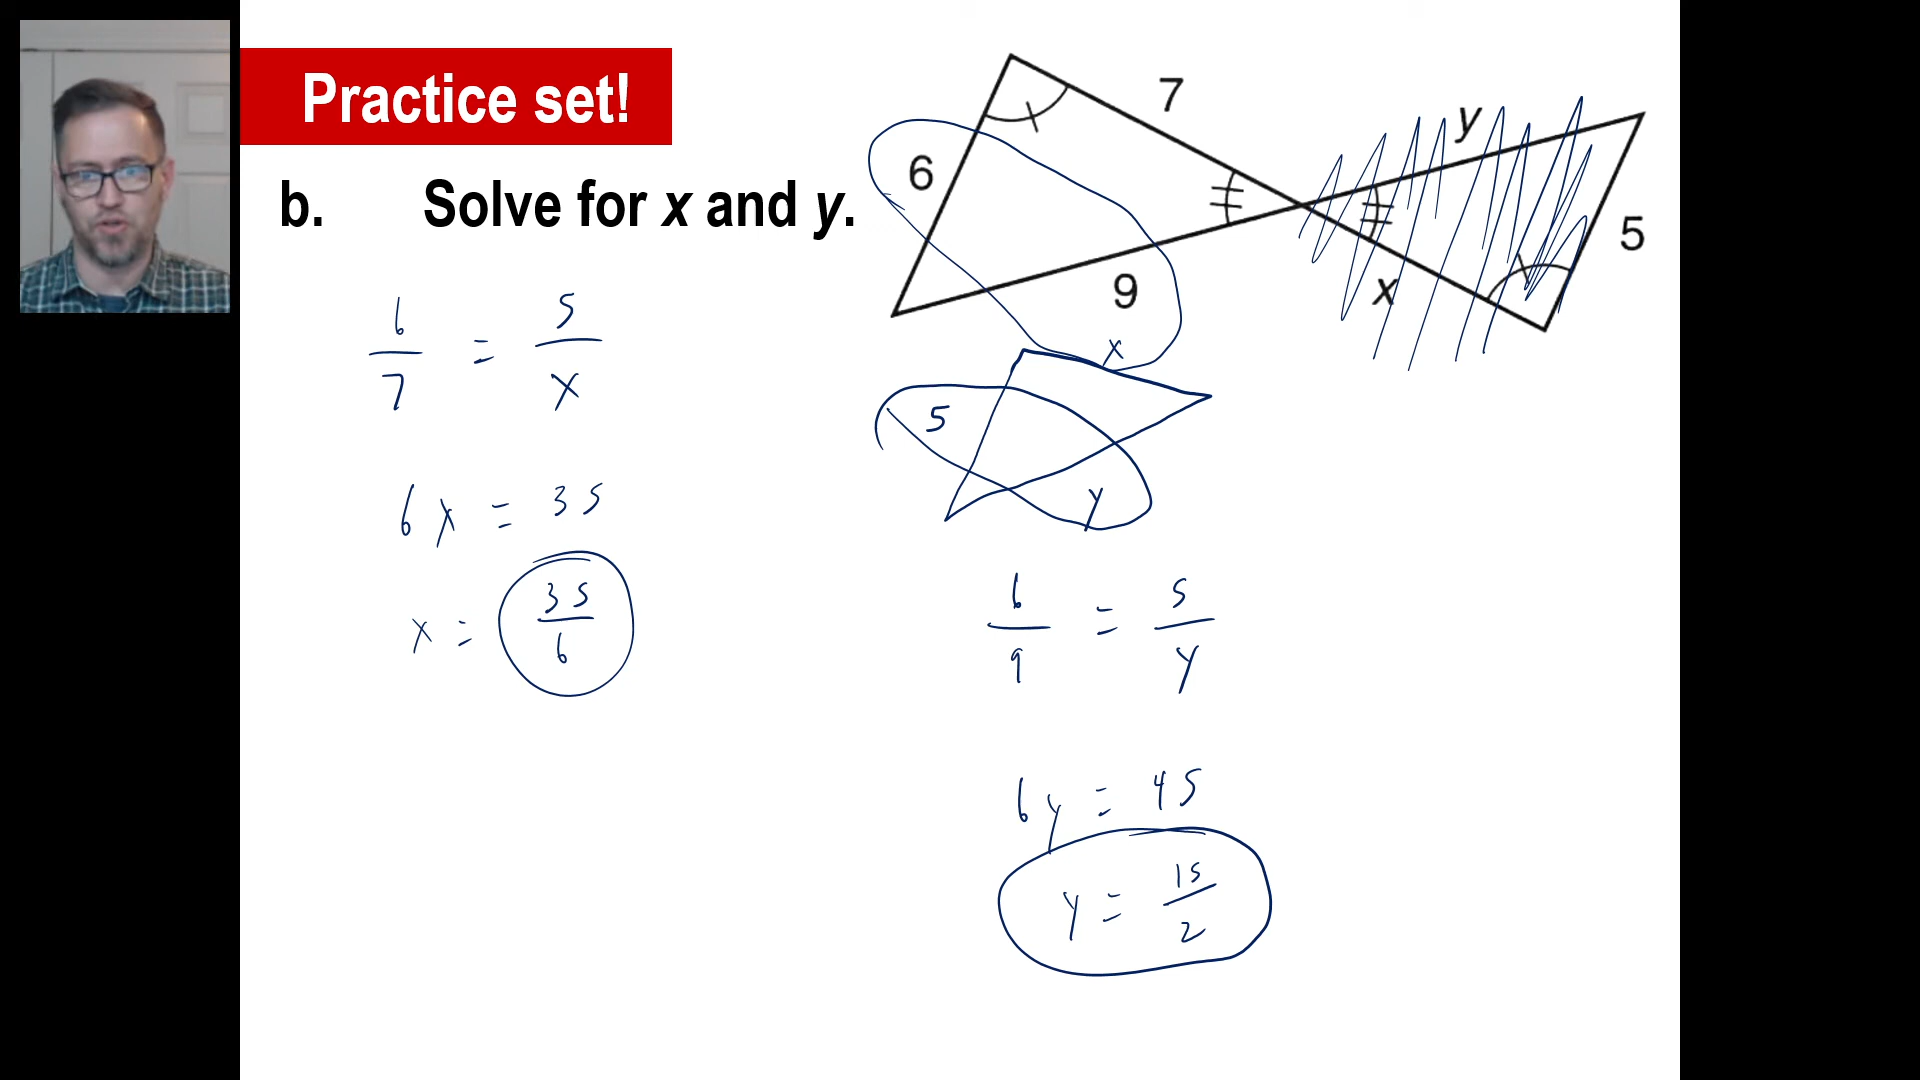 Practice set!
b. Solve for x and y.
7
y
6
5
9
x
x
5
y
6/7 = 5/x
6x = 35
x = 35/6
6/9 = 5/y
6y = 45
y = 15/2